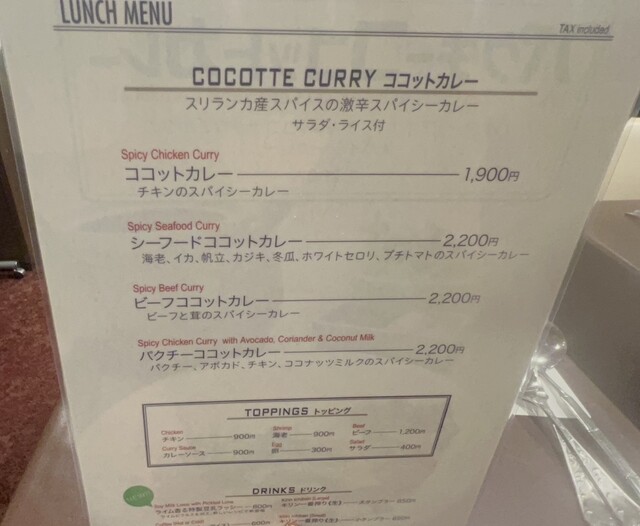 LUNCH MENU
TAX included
COCOTTE CURRY ココットカレー
スリランカ産スパイスの激辛スパイシーカレー
サラダ・ライス付
Spicy Chicken Curry
ココットカレー 1,900円
チキンのスパイシーカレー
Spicy Seafood Curry
シーフードココットカレー 2,200円
海老、イカ、帆立、カジキ、冬瓜、ホワイトセロリ、プチトマトのスパイシーカレー
Spicy Beef Curry
ビーフココットカレー 2,200円
ビーフと茸のスパイシーカレー
Spicy Chicken Curry with Avocado, Coriander & Coconut Milk
パクチーココットカレー 2,200円
パクチー、アボカド、チキン、ココナッツミルクのスパイシーカレー
TOPPINGS トッピング
Chicken Shrimp Beef
チキン 900円 海老 900円 ビーフ 1,200円
Curry Sauce Egg Salad
カレーソース 900円 卵 300円 サラダ 400円
DRINKS ドリンク